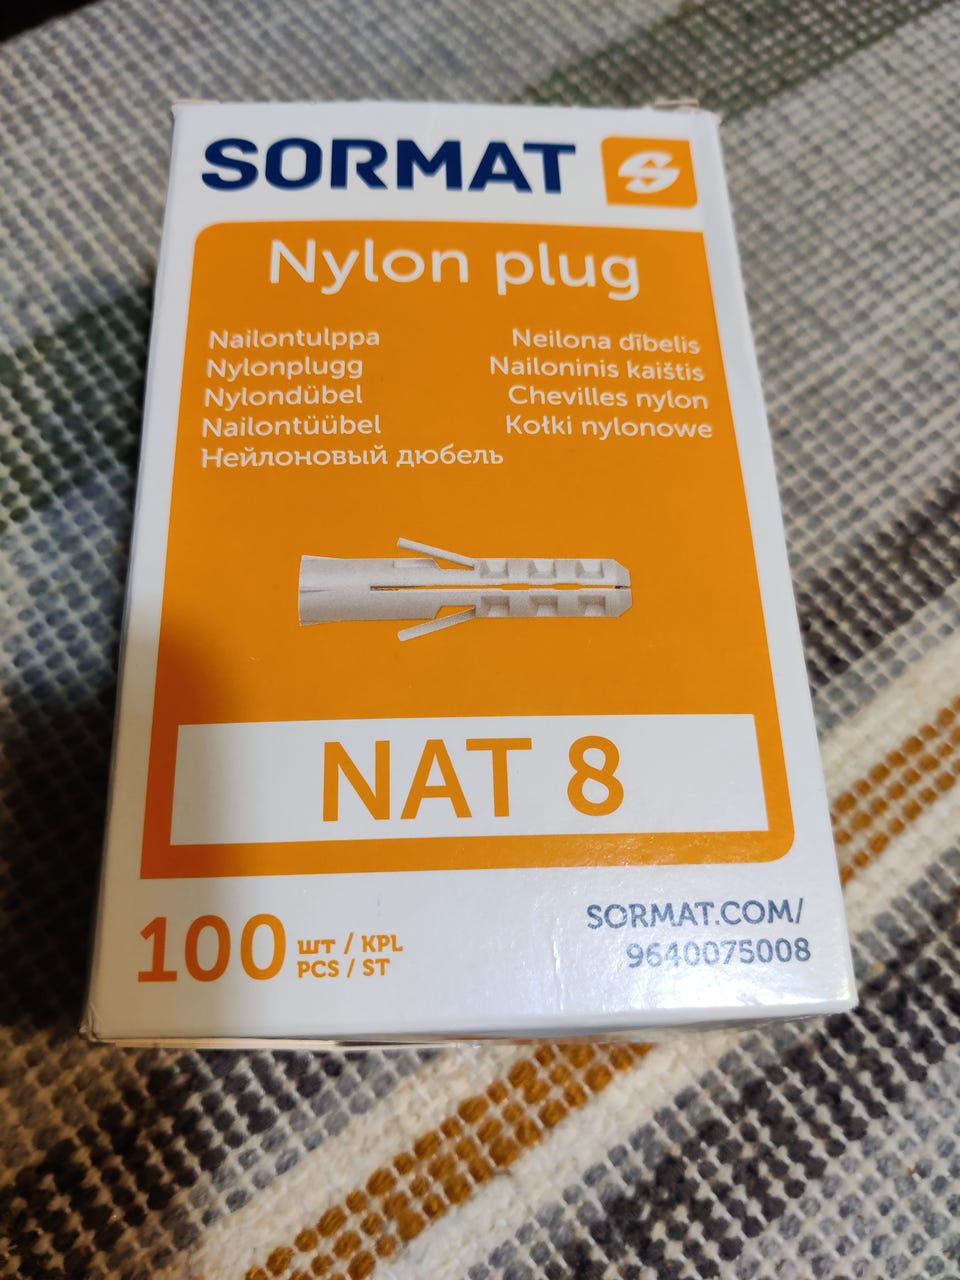 SORMAT
Nylon plug
Nailontulppa
Nylonplugg
Nylondübel
Nailontüübel
Нейлоновый дюбель
Neilona dībelis
Nailoninis kaištis
Chevilles nylon
Kołki nylonowe
NAT 8
100 шт / KPL
PCS / ST
SORMAT.COM/
9640075008